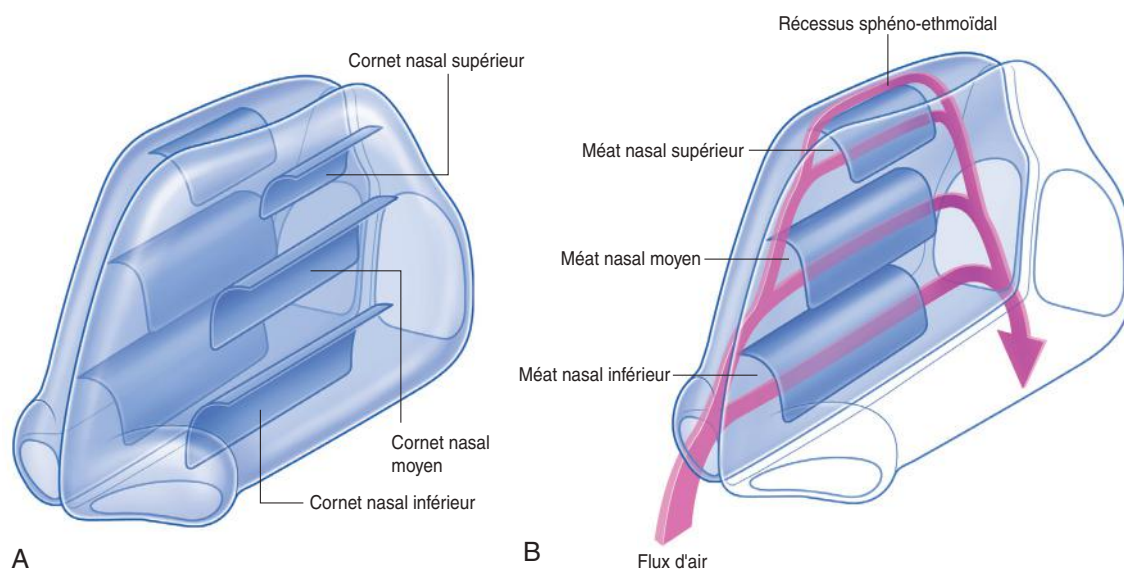 Cornet nasal supérieur
Cornet nasal
moyen
Cornet nasal inférieur
A
Récessus sphéno-ethmoïdal
Méat nasal supérieur
Méat nasal moyen
Méat nasal inférieur
B
Flux d'air